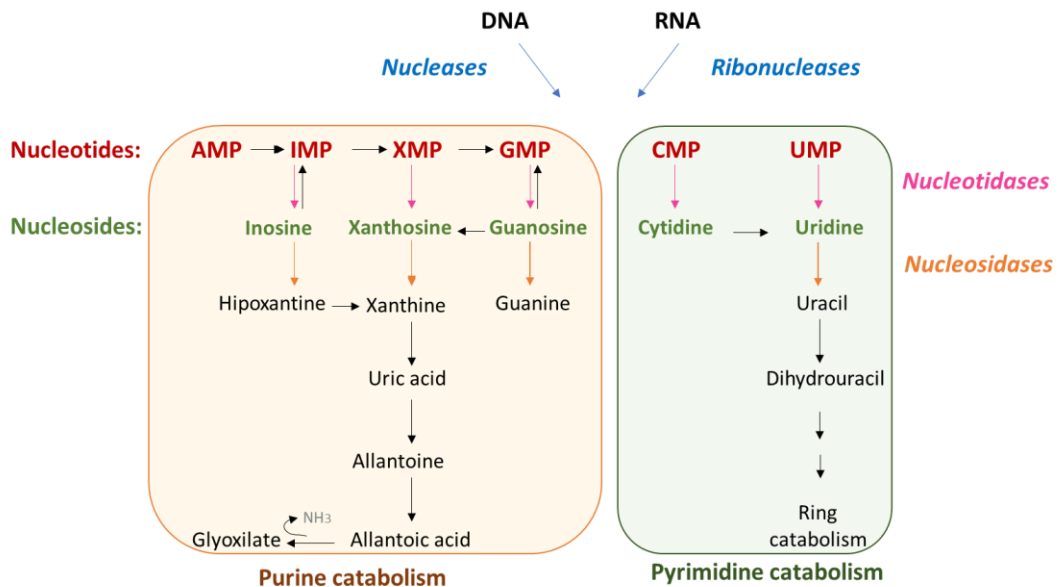 DNA RNA
Nucleases Ribonucleases
Nucleotides: AMP IMP XMP GMP CMP UMP
Nucleotidases
Nucleosides: Inosine Xanthosine Guanosine Cytidine Uridine
Nucleosidases
Hipoxantine Xanthine Guanine Uracil
Uric acid Dihydrouracil
Allantoine
NH3
Glyoxilate Allantoic acid
Ring
catabolism
Purine catabolism Pyrimidine catabolism